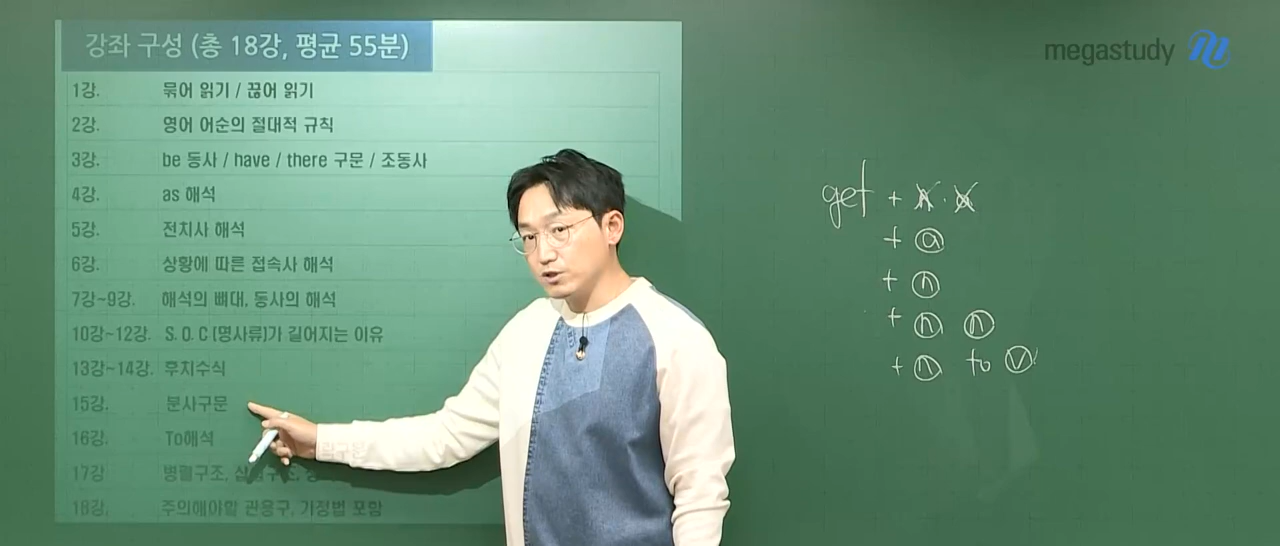 강좌 구성 (총 18강, 평균 55분)
1강. 묶어 읽기 / 끊어 읽기
2강. 영어 어순의 절대적 규칙
3강. be 동사 / have / there 구문 / 조동사
4강. as 해석
5강. 전치사 해석
6강. 상황에 따른 접속사 해석
7강~9강. 해석의 뼈대, 동사의 해석
10강~12강. S, O, C (명사류)가 길어지는 이유
13강~14강. 후치수식
15강. 분사구문
16강. To해석
17강 병렬구조,
18강. 주의해야할 관용구, 가정법 포함
megastudy
get +
+ a
+ n
+ n n
+ n to v